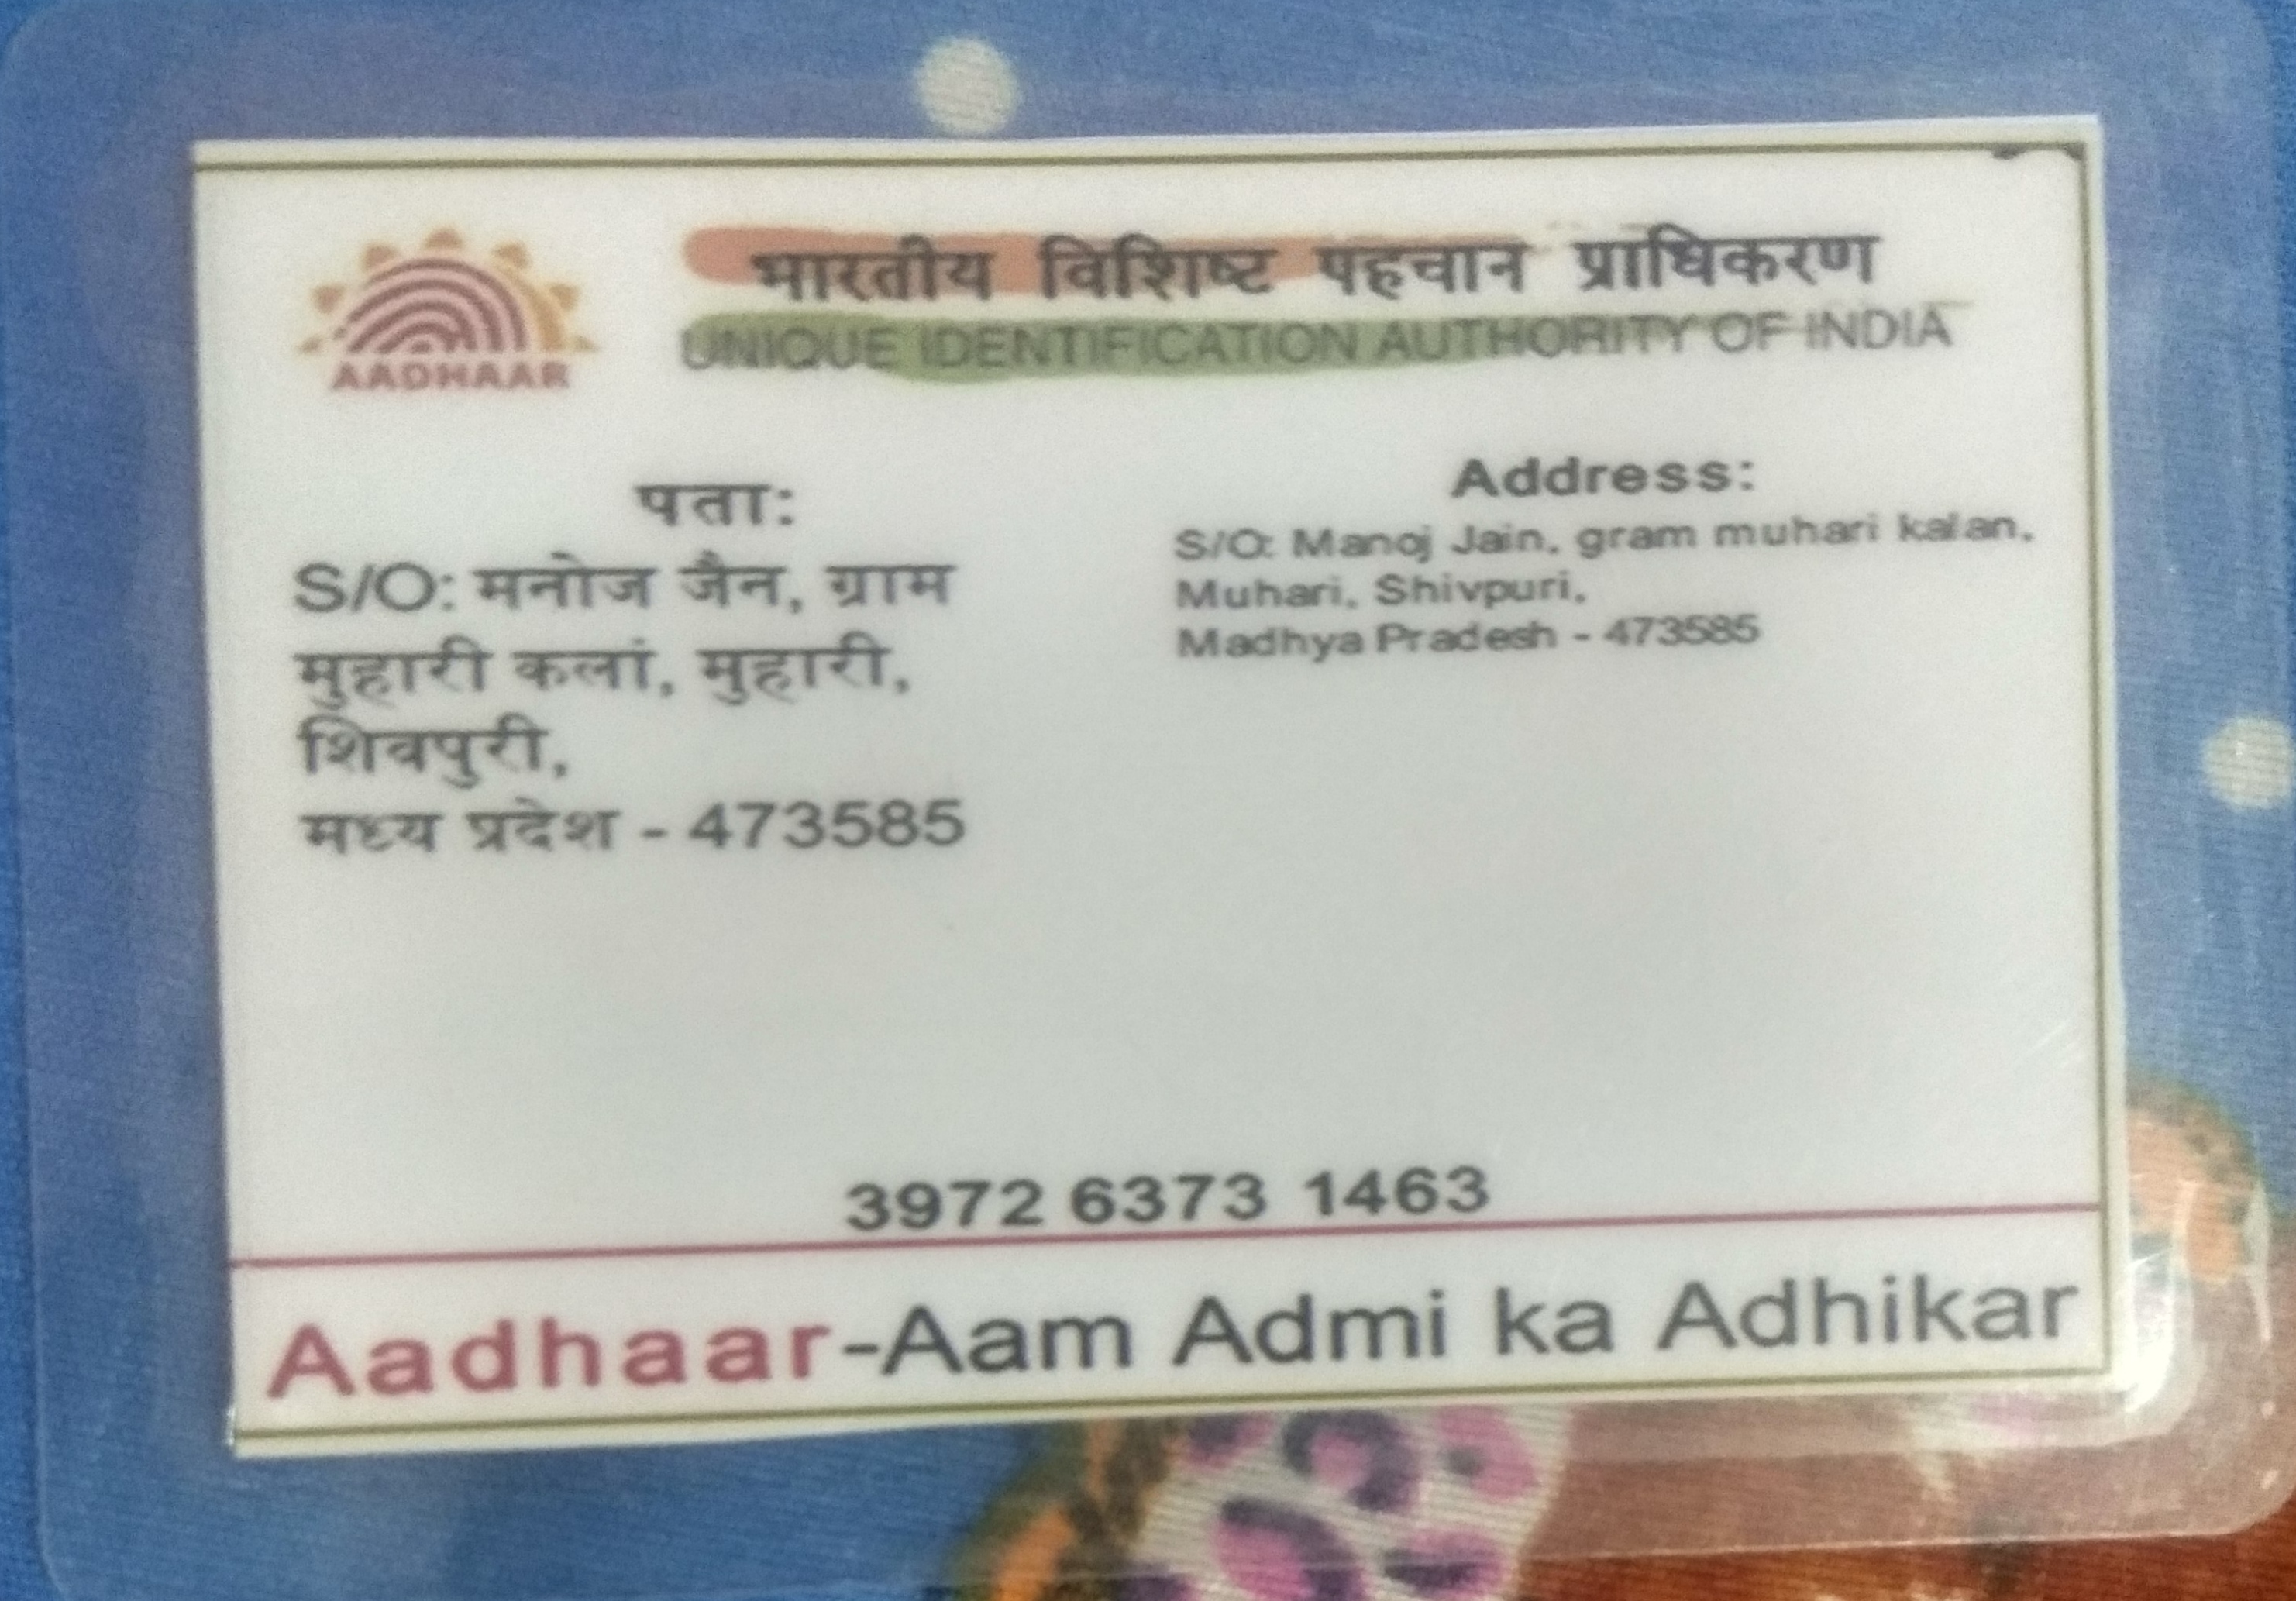 AADHAAR
भारतीय विशिष्ट पहचान प्राधिकरण
UNIQUE IDENTIFICATION AUTHORITY OF INDIA
पता:
S/O: मनोज जैन, ग्राम
मुहारी कलां, मुहारी,
शिवपुरी,
मध्य प्रदेश - 473585
Address:
S/O: Manoj Jain, gram muhari kalan,
Muhari, Shivpuri,
Madhya Pradesh - 473585
3972 6373 1463
Aadhaar-Aam Admi ka Adhikar